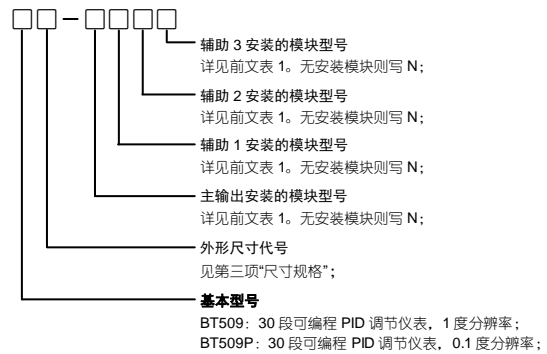 辅助 3 安装的模块型号
详见前文表 1。无安装模块则写 N；
辅助 2 安装的模块型号
详见前文表 1。无安装模块则写 N；
辅助 1 安装的模块型号
详见前文表 1。无安装模块则写 N；
主输出安装的模块型号
详见前文表 1。无安装模块则写 N；
外形尺寸代号
见第三项“尺寸规格”；
基本型号
BT509：30 段可编程 PID 调节仪表，1 度分辨率；
BT509P：30 段可编程 PID 调节仪表，0.1 度分辨率；